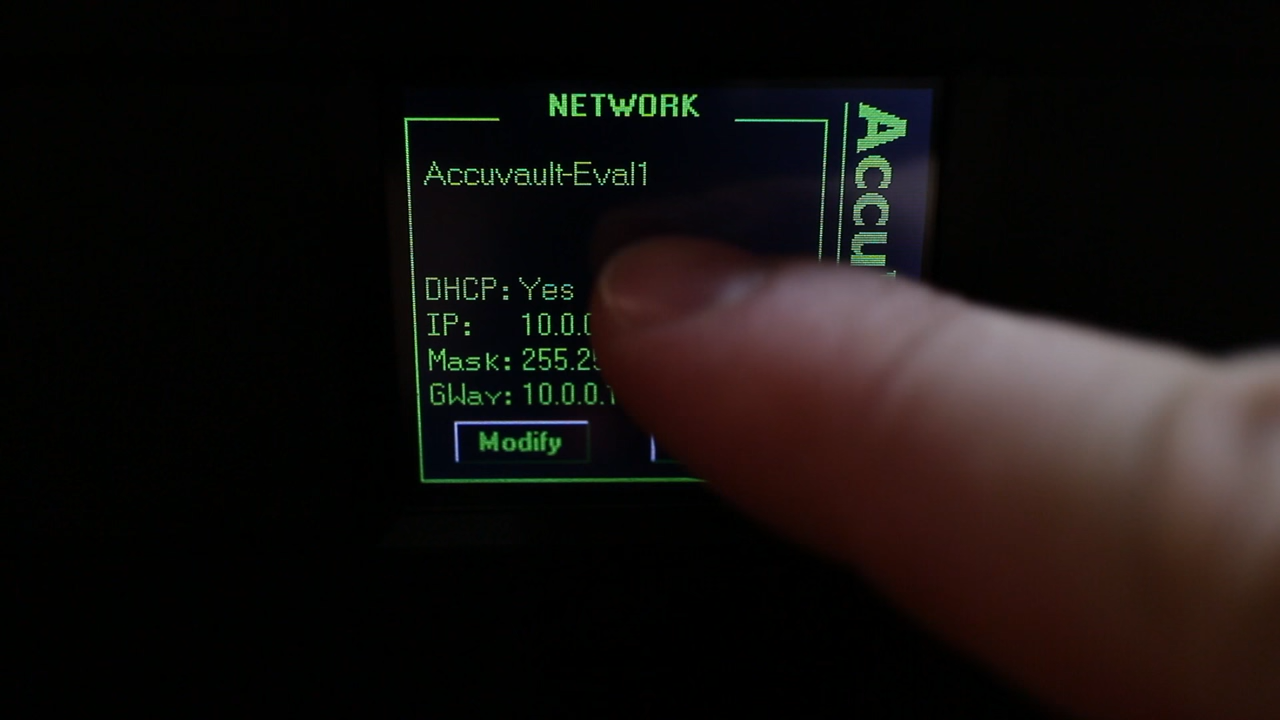 NETWORK
Accuvault-Eval1
DHCP: Yes
IP: 10.0.0
Mask: 255.25
GWay: 10.0.0.1
Modify
ACCU